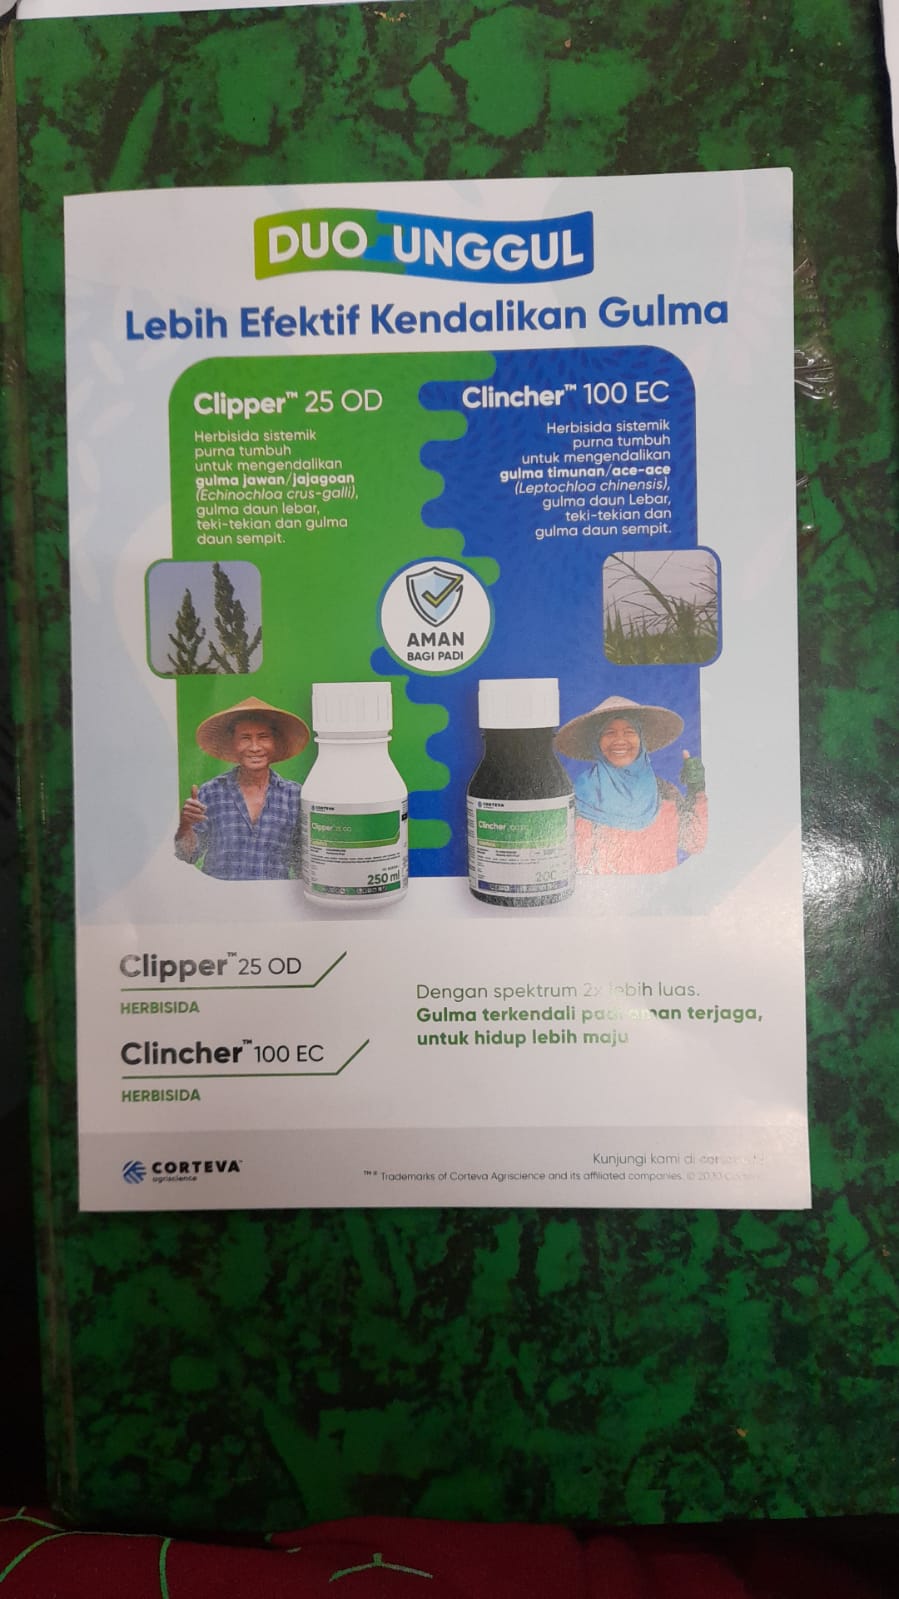 DUO UNGGUL
Lebih Efektif Kendalikan Gulma
Clipper™ 25 OD
Herbisida sistemik
purna tumbuh
untuk mengendalikan
gulma jawan/jajagoan
(Echinochloa crus-galli),
gulma daun lebar,
teki-tekian dan gulma
daun sempit.
Clincher™ 100 EC
Herbisida sistemik
purna tumbuh
untuk mengendalikan
gulma timunan/ace-ace
(Leptochloa chinensis),
gulma daun Lebar,
teki-tekian dan
gulma daun sempit.
AMAN
BAGI PADI
CORTEVA
Clipper 25 OD
250 ml
CORTEVA
Clincher 100 EC
200
Clipper™ 25 OD
HERBISIDA
Clincher™ 100 EC
HERBISIDA
Dengan spektrum 2x lebih luas.
Gulma terkendali padi aman terjaga,
untuk hidup lebih maju
CORTEVA™
agriscience
Kunjungi kami di
™ ® Trademarks of Corteva Agriscience and its affiliated companies. ©